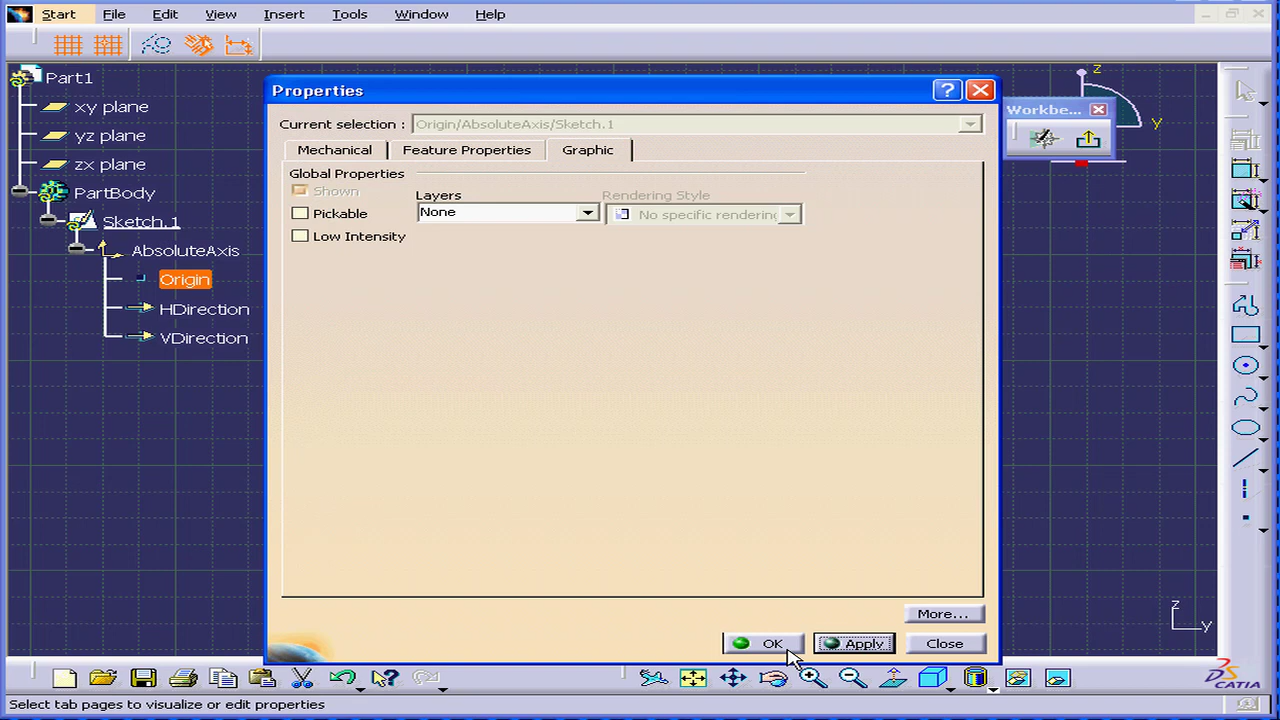 Start File Edit View Insert Tools Window Help
Part1
xy plane
yz plane
zx plane
PartBody
Sketch.1
AbsoluteAxis
Origin
HDirection
VDirection
Properties
Current selection : Origin/AbsoluteAxis/Sketch.1
Mechanical Feature Properties Graphic
Global Properties
Shown
Pickable
Low Intensity
Layers
None
Rendering Style
No specific rendering
More...
OK Apply Close
Workbe...
z
y
z
y
CATIA
Select tab pages to visualize or edit properties